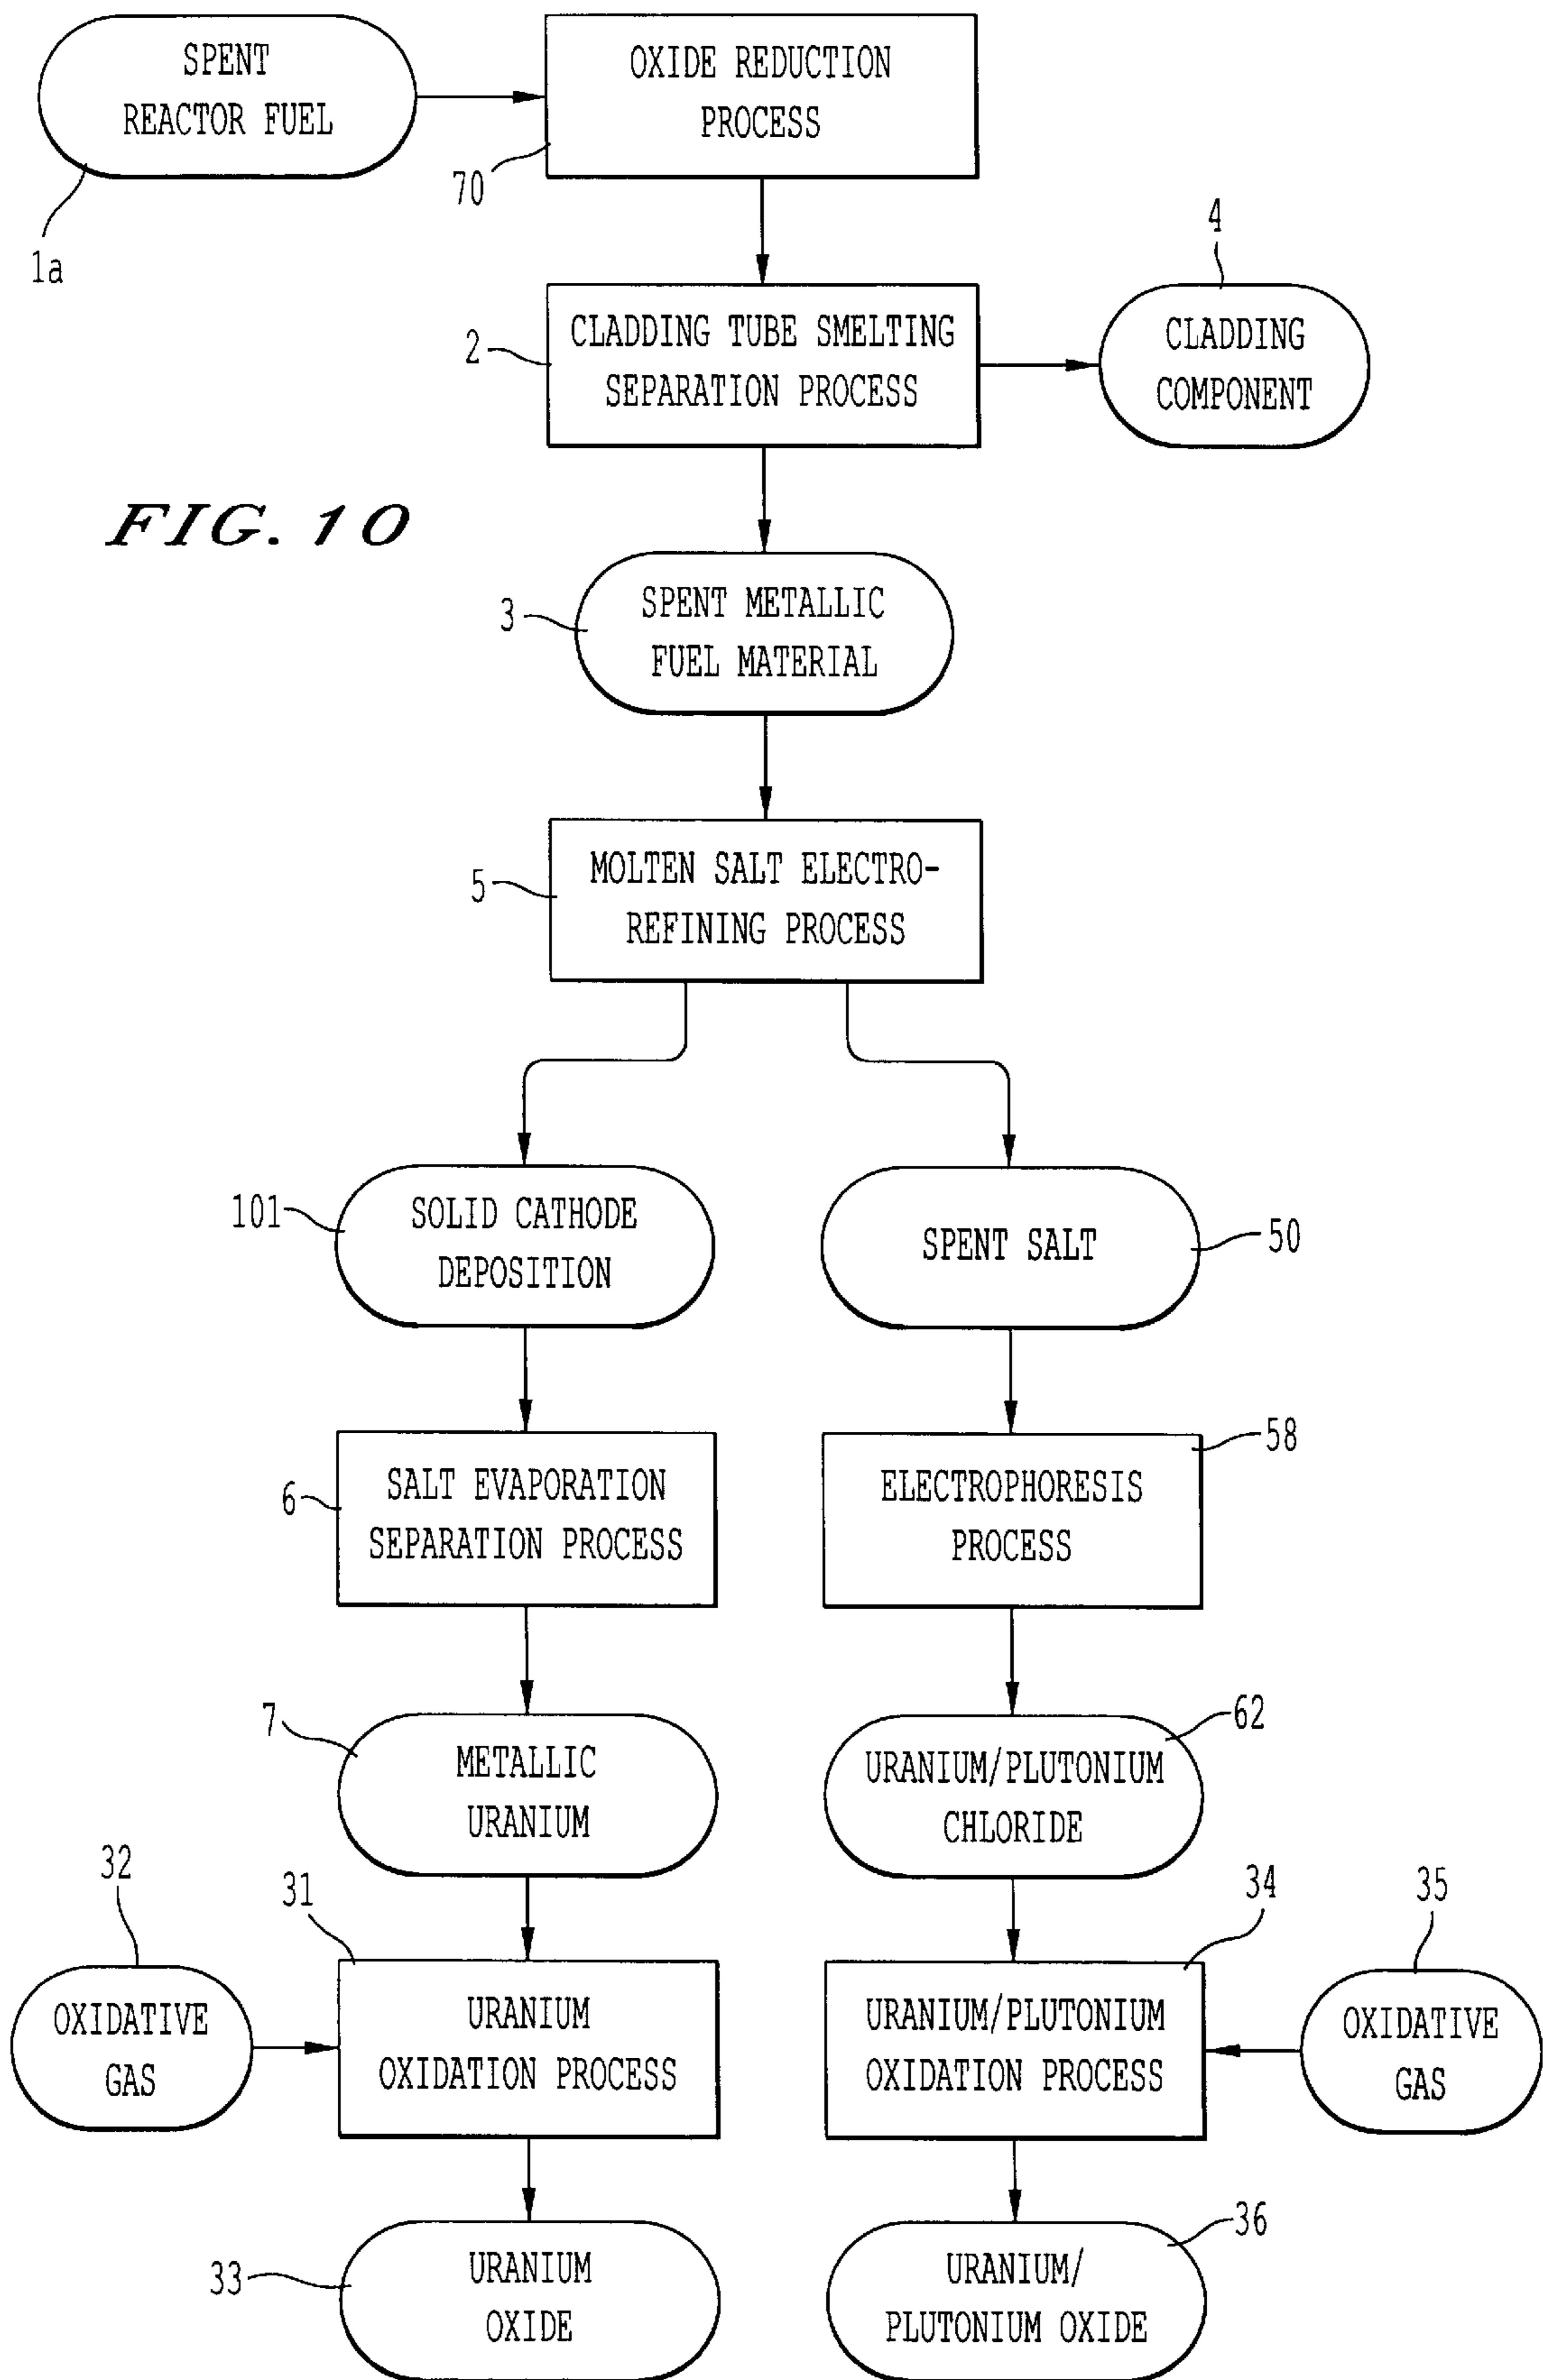 SPENT
REACTOR FUEL
1a
OXIDE REDUCTION
PROCESS
70
2
CLADDING TUBE SMELTING
SEPARATION PROCESS
4
CLADDING
COMPONENT
FIG. 10
3
SPENT METALLIC
FUEL MATERIAL
5
MOLTEN SALT ELECTRO-
REFINING PROCESS
101
SOLID CATHODE
DEPOSITION
SPENT SALT
50
6
SALT EVAPORATION
SEPARATION PROCESS
58
ELECTROPHORESIS
PROCESS
7
METALLIC
URANIUM
62
URANIUM/PLUTONIUM
CHLORIDE
32
OXIDATIVE
GAS
31
URANIUM
OXIDATION PROCESS
34
URANIUM/PLUTONIUM
OXIDATION PROCESS
35
OXIDATIVE
GAS
33
URANIUM
OXIDE
36
URANIUM/
PLUTONIUM OXIDE